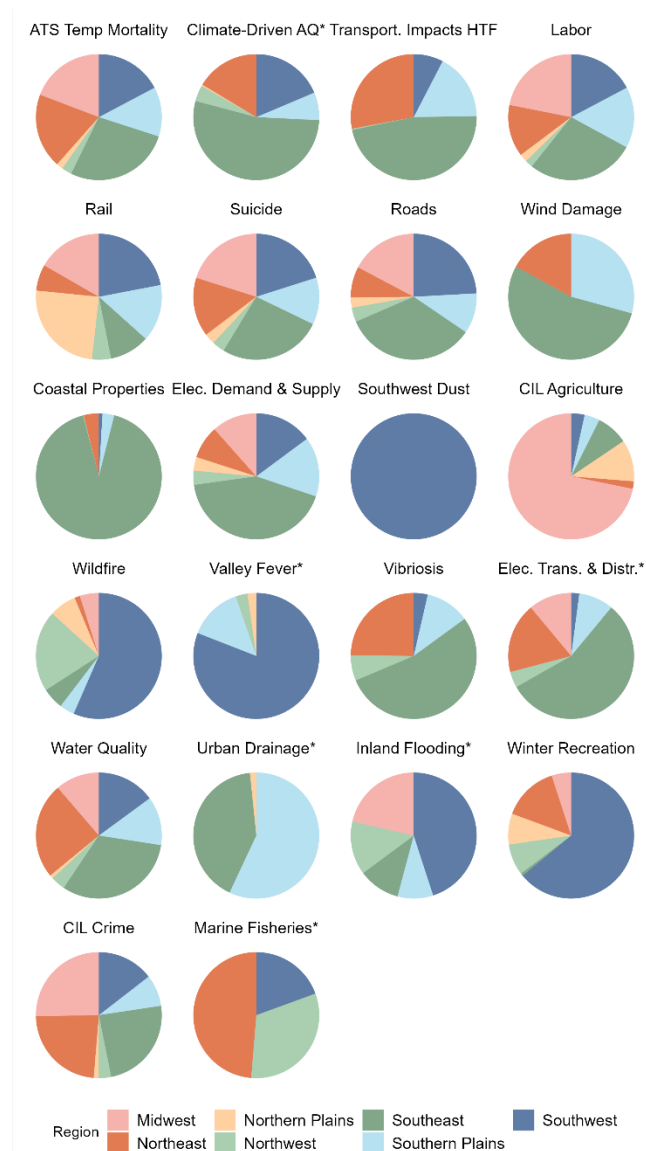 ATS Temp Mortality
Climate-Driven AQ*
Transport. Impacts HTF
Labor
Rail
Suicide
Roads
Wind Damage
Coastal Properties
Elec. Demand & Supply
Southwest Dust
CIL Agriculture
Wildfire
Valley Fever*
Vibriosis
Elec. Trans. & Distr.*
Water Quality
Urban Drainage*
Inland Flooding*
Winter Recreation
CIL Crime
Marine Fisheries*
Region
Midwest
Northeast
Northern Plains
Northwest
Southeast
Southern Plains
Southwest